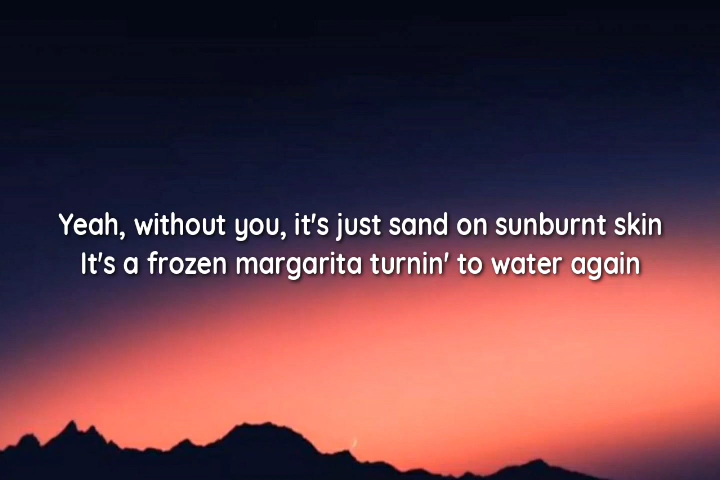 Yeah, without you, it's just sand on sunburnt skin
It's a frozen margarita turnin' to water again